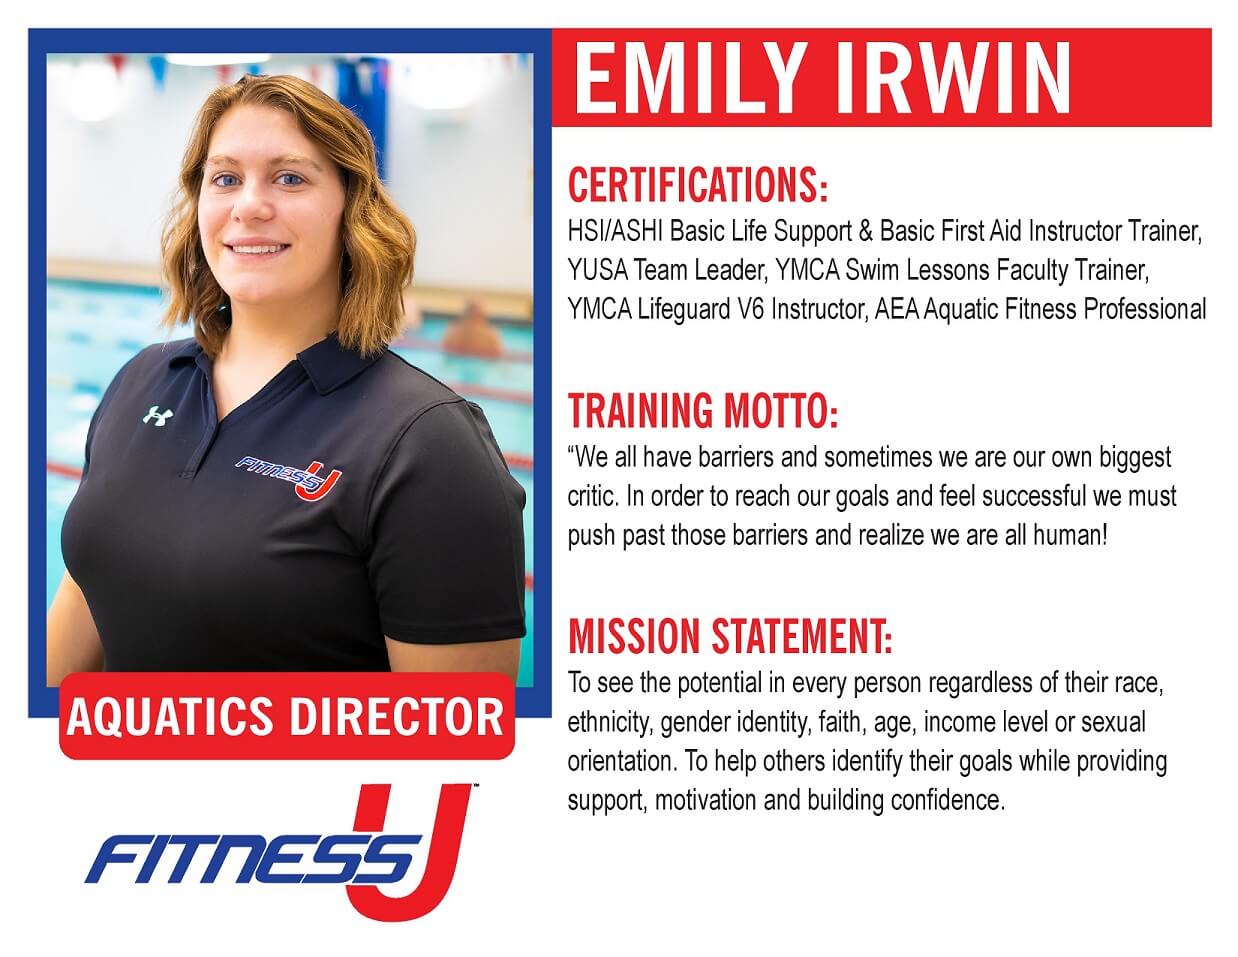 EMILY IRWIN
CERTIFICATIONS:
HSI/ASHI Basic Life Support & Basic First Aid Instructor Trainer,
YUSA Team Leader, YMCA Swim Lessons Faculty Trainer,
YMCA Lifeguard V6 Instructor, AEA Aquatic Fitness Professional
TRAINING MOTTO:
“We all have barriers and sometimes we are our own biggest
critic. In order to reach our goals and feel successful we must
push past those barriers and realize we are all human!
MISSION STATEMENT:
To see the potential in every person regardless of their race,
ethnicity, gender identity, faith, age, income level or sexual
orientation. To help others identify their goals while providing
support, motivation and building confidence.
FITNESS U
AQUATICS DIRECTOR
FITNESS U™